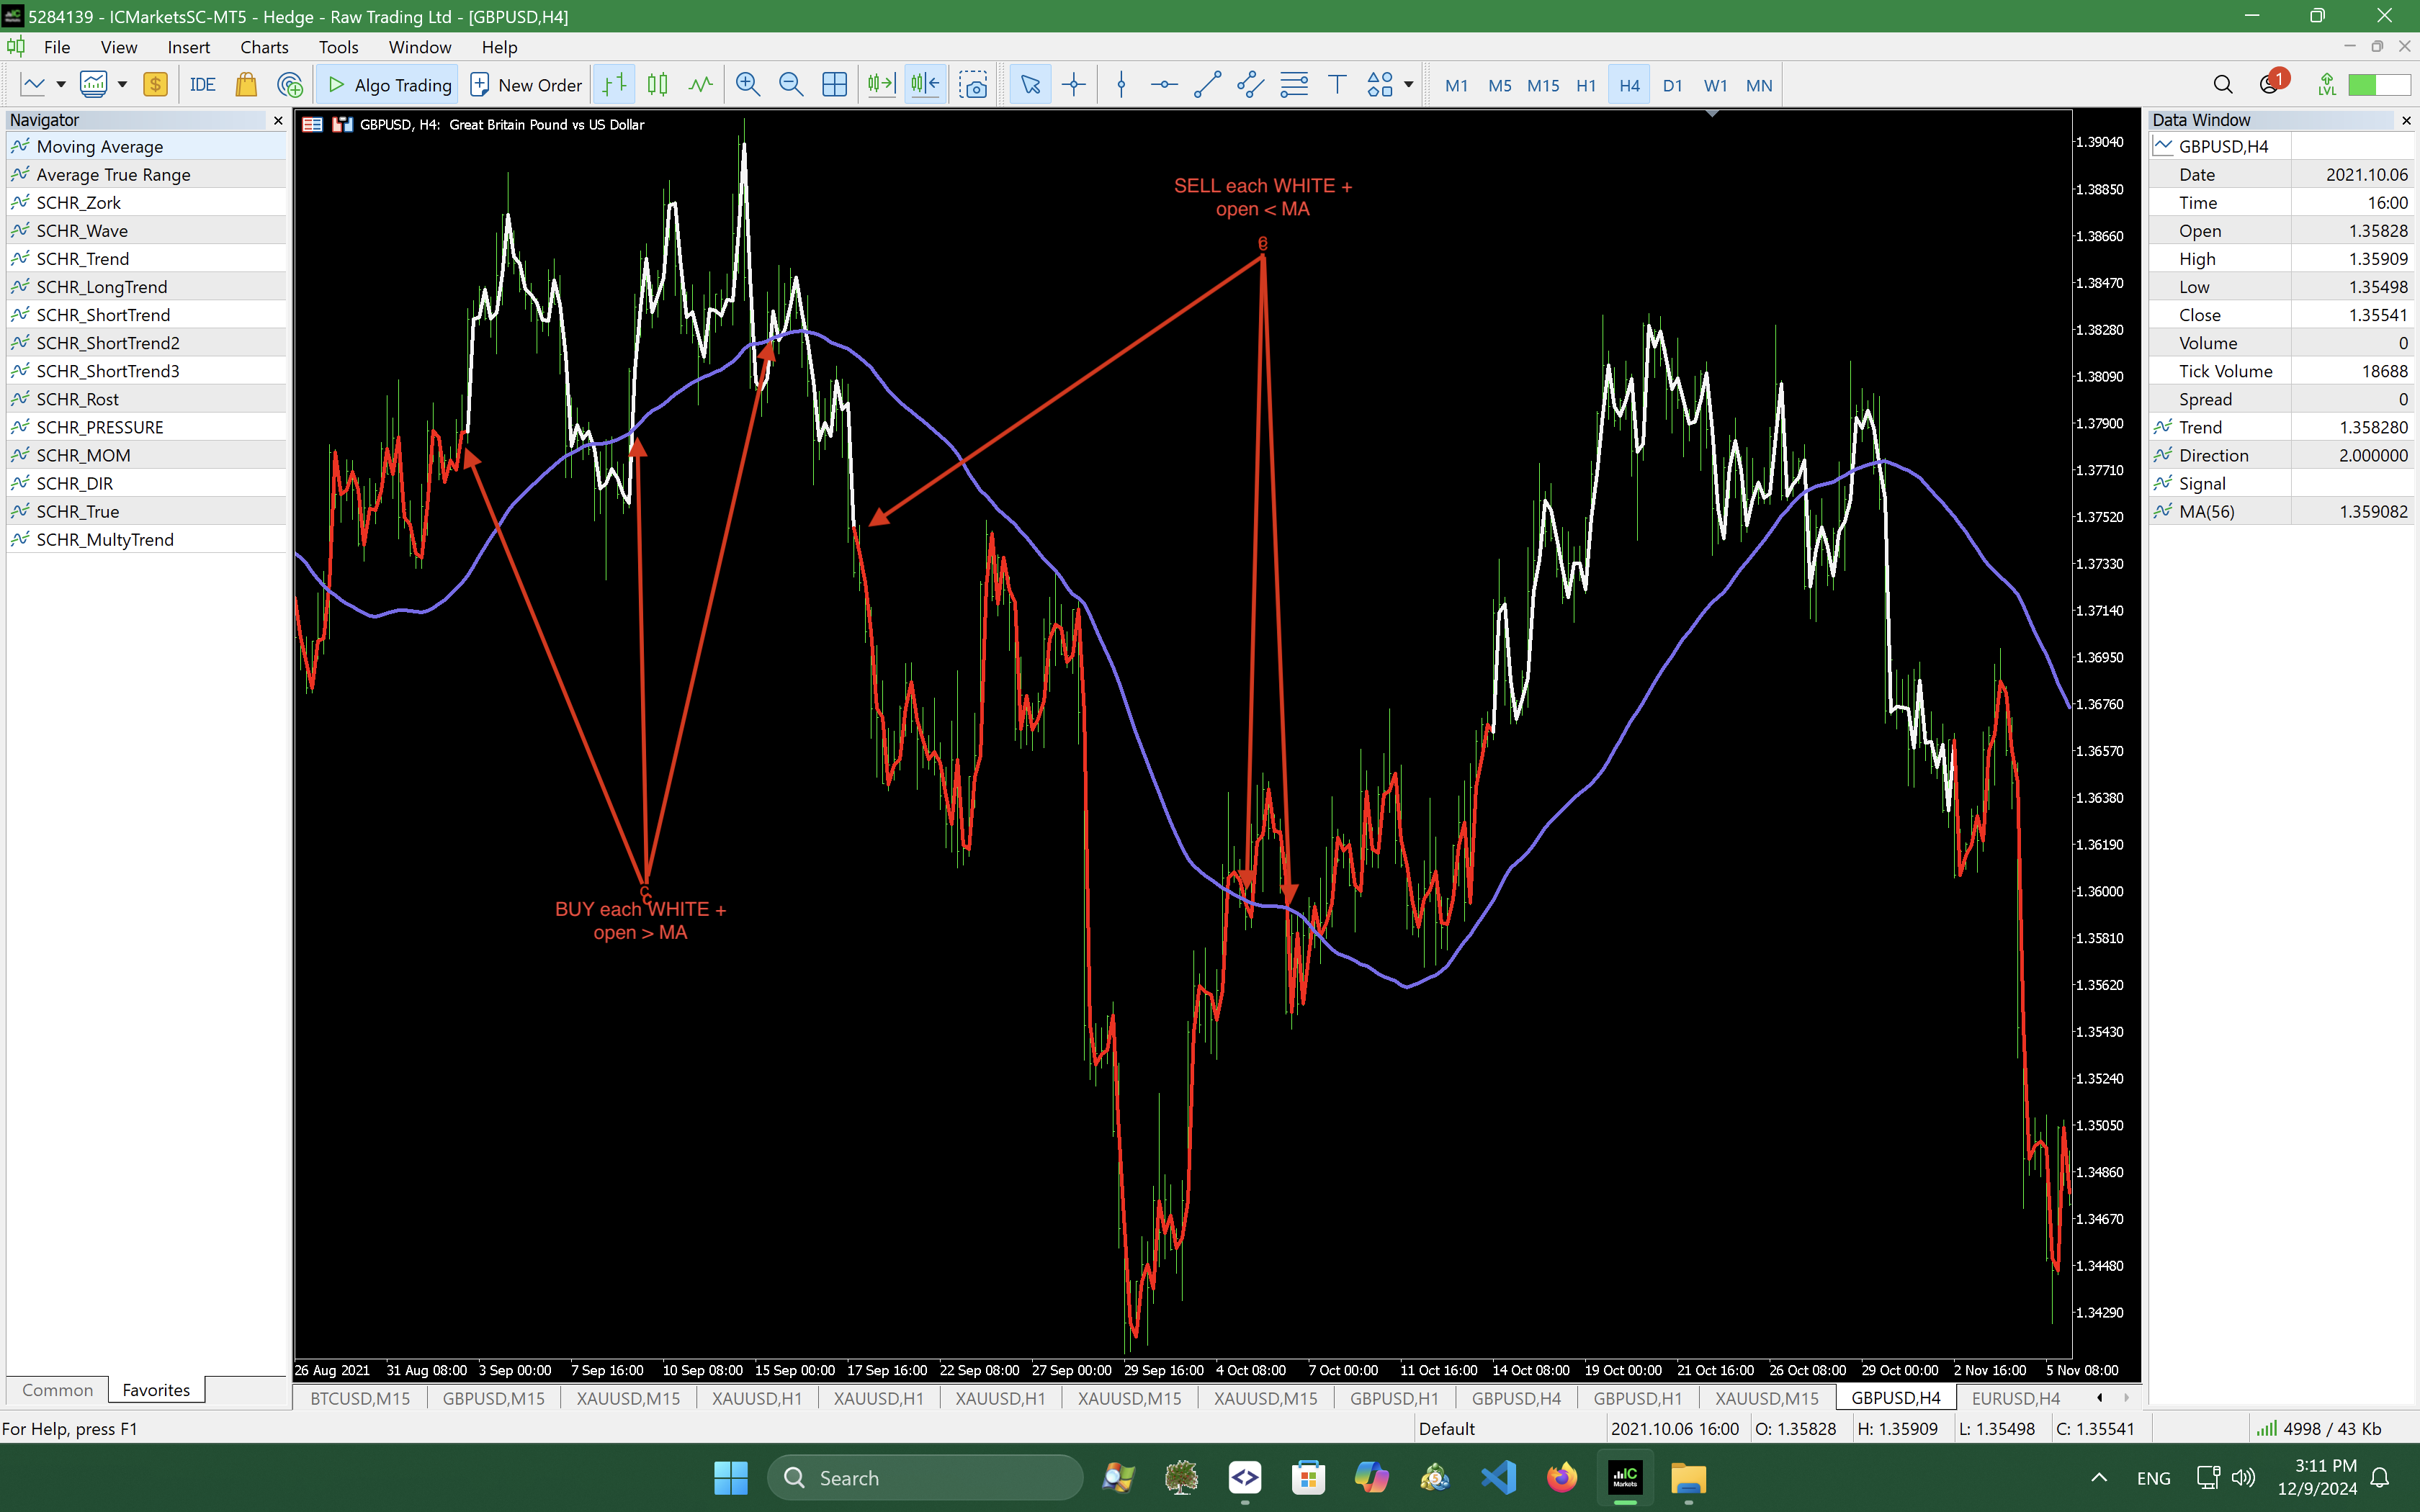 5284139 - ICMarketsSC-MT5 - Hedge - Raw Trading Ltd - [GBPUSD,H4]
File View Insert Charts Tools Window Help
IDE Algo Trading New Order M1 M5 M15 H1 H4 D1 W1 MN 1 LVL
Navigator
Moving Average
Average True Range
SCHR_Zork
SCHR_Wave
SCHR_Trend
SCHR_LongTrend
SCHR_ShortTrend
SCHR_ShortTrend2
SCHR_ShortTrend3
SCHR_Rost
SCHR_PRESSURE
SCHR_MOM
SCHR_DIR
SCHR_True
SCHR_MultyTrend
Common Favorites
GBPUSD, H4: Great Britain Pound vs US Dollar
SELL each WHITE +
open < MA
BUY each WHITE +
open > MA
1.39040
1.38850
1.38660
1.38470
1.38280
1.38090
1.37900
1.37710
1.37520
1.37330
1.37140
1.36950
1.36760
1.36570
1.36380
1.36190
1.36000
1.35810
1.35620
1.35430
1.35240
1.35050
1.34860
1.34670
1.34480
1.34290
26 Aug 2021 31 Aug 08:00 3 Sep 00:00 7 Sep 16:00 10 Sep 08:00 15 Sep 00:00 17 Sep 16:00 22 Sep 08:00 27 Sep 00:00 29 Sep 16:00 4 Oct 08:00 7 Oct 00:00 11 Oct 16:00 14 Oct 08:00 19 Oct 00:00 21 Oct 16:00 26 Oct 08:00 29 Oct 00:00 2 Nov 16:00 5 Nov 08:00
BTCUSD,M15 GBPUSD,M15 XAUUSD,M15 XAUUSD,H1 XAUUSD,H1 XAUUSD,H1 XAUUSD,M15 XAUUSD,M15 GBPUSD,H1 GBPUSD,H4 GBPUSD,H1 XAUUSD,M15 GBPUSD,H4 EURUSD,H4
Data Window
GBPUSD,H4
Date 2021.10.06
Time 16:00
Open 1.35828
High 1.35909
Low 1.35498
Close 1.35541
Volume 0
Tick Volume 18688
Spread 0
Trend 1.358280
Direction 2.000000
Signal
MA(56) 1.359082
For Help, press F1 Default 2021.10.06 16:00 O: 1.35828 H: 1.35909 L: 1.35498 C: 1.35541 4998 / 43 Kb
Search IC Markets ENG 3:11 PM
12/9/2024